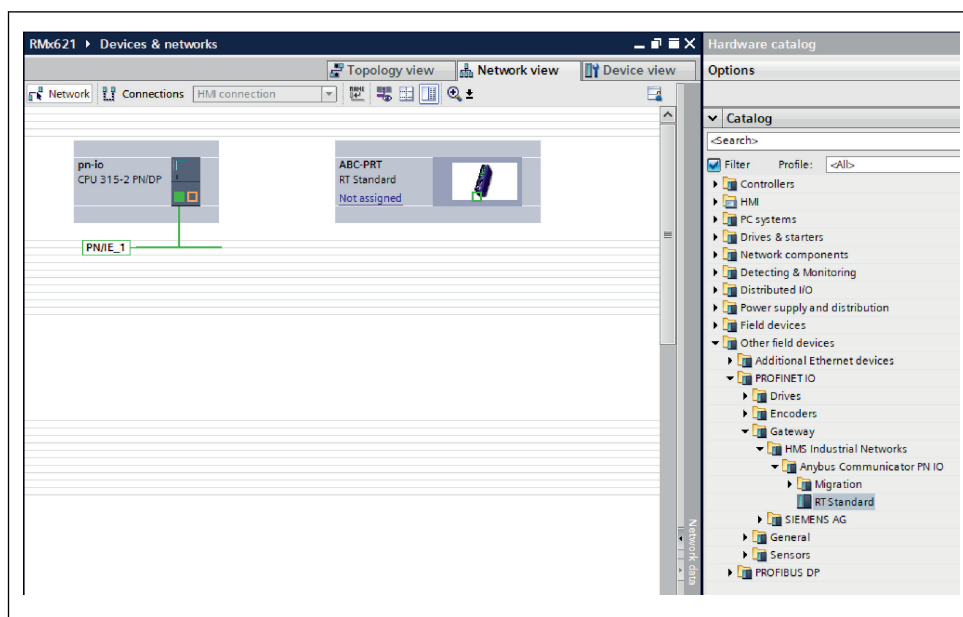 RMx621 ▸ Devices & networks
Topology view
Network view
Device view
Network
Connections
HMI connection
pn-io
CPU 315-2 PN/DP
ABC-PRT
RT Standard
Not assigned
PN/IE_1
Network data
Hardware catalog
Options
Catalog
<Search>
Filter
Profile:
<All>
Controllers
HMI
PC systems
Drives & starters
Network components
Detecting & Monitoring
Distributed I/O
Power supply and distribution
Field devices
Other field devices
Additional Ethernet devices
PROFINET IO
Drives
Encoders
Gateway
HMS Industrial Networks
Anybus Communicator PN IO
Migration
RT Standard
SIEMENS AG
General
Sensors
PROFIBUS DP